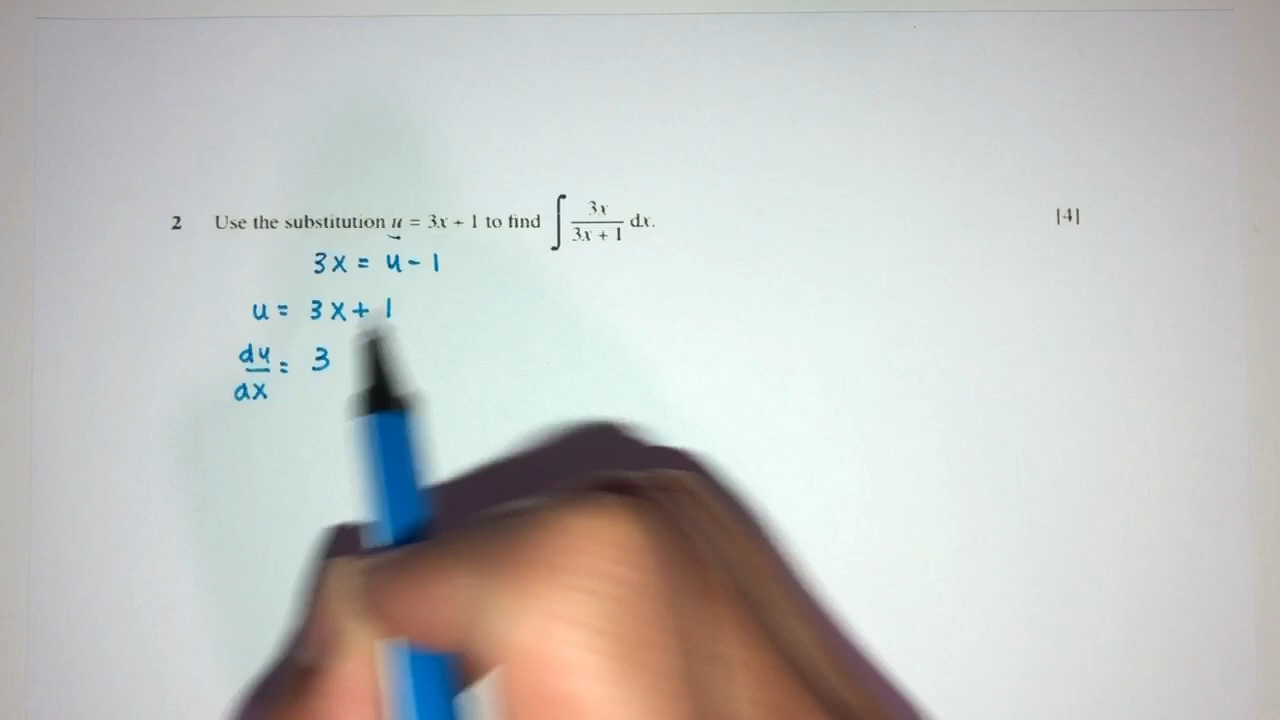 2 Use the substitution u = 3x + 1 to find ∫ 3x/(3x + 1) dx. [4]
3x = u - 1
u = 3x + 1
du/dx = 3